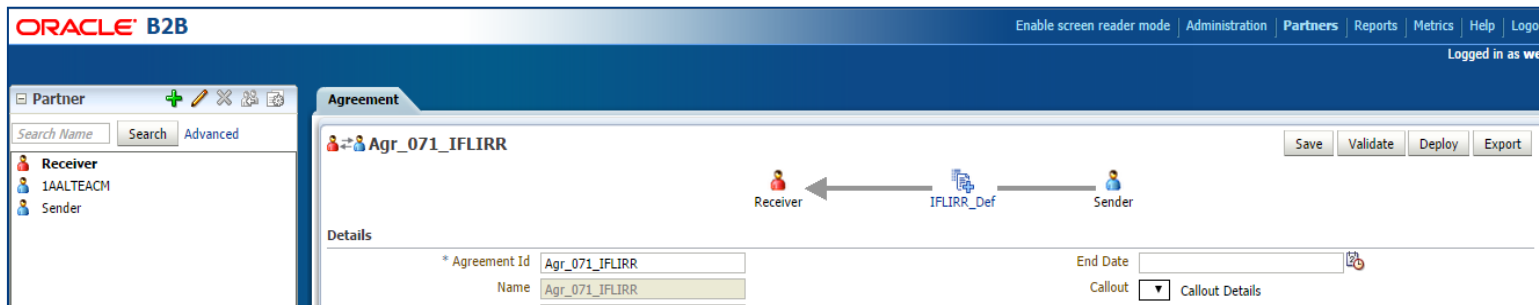 ORACLE B2B
Enable screen reader mode Administration Partners Reports Metrics Help Logo
Logged in as we
Partner
Search Name Search Advanced
Receiver
1AALTEACM
Sender
Agreement
Agr_071_IFLIRR
Save Validate Deploy Export
Receiver IFLIRR_Def Sender
Details
* Agreement Id Agr_071_IFLIRR End Date
Name Agr_071_IFLIRR Callout Callout Details